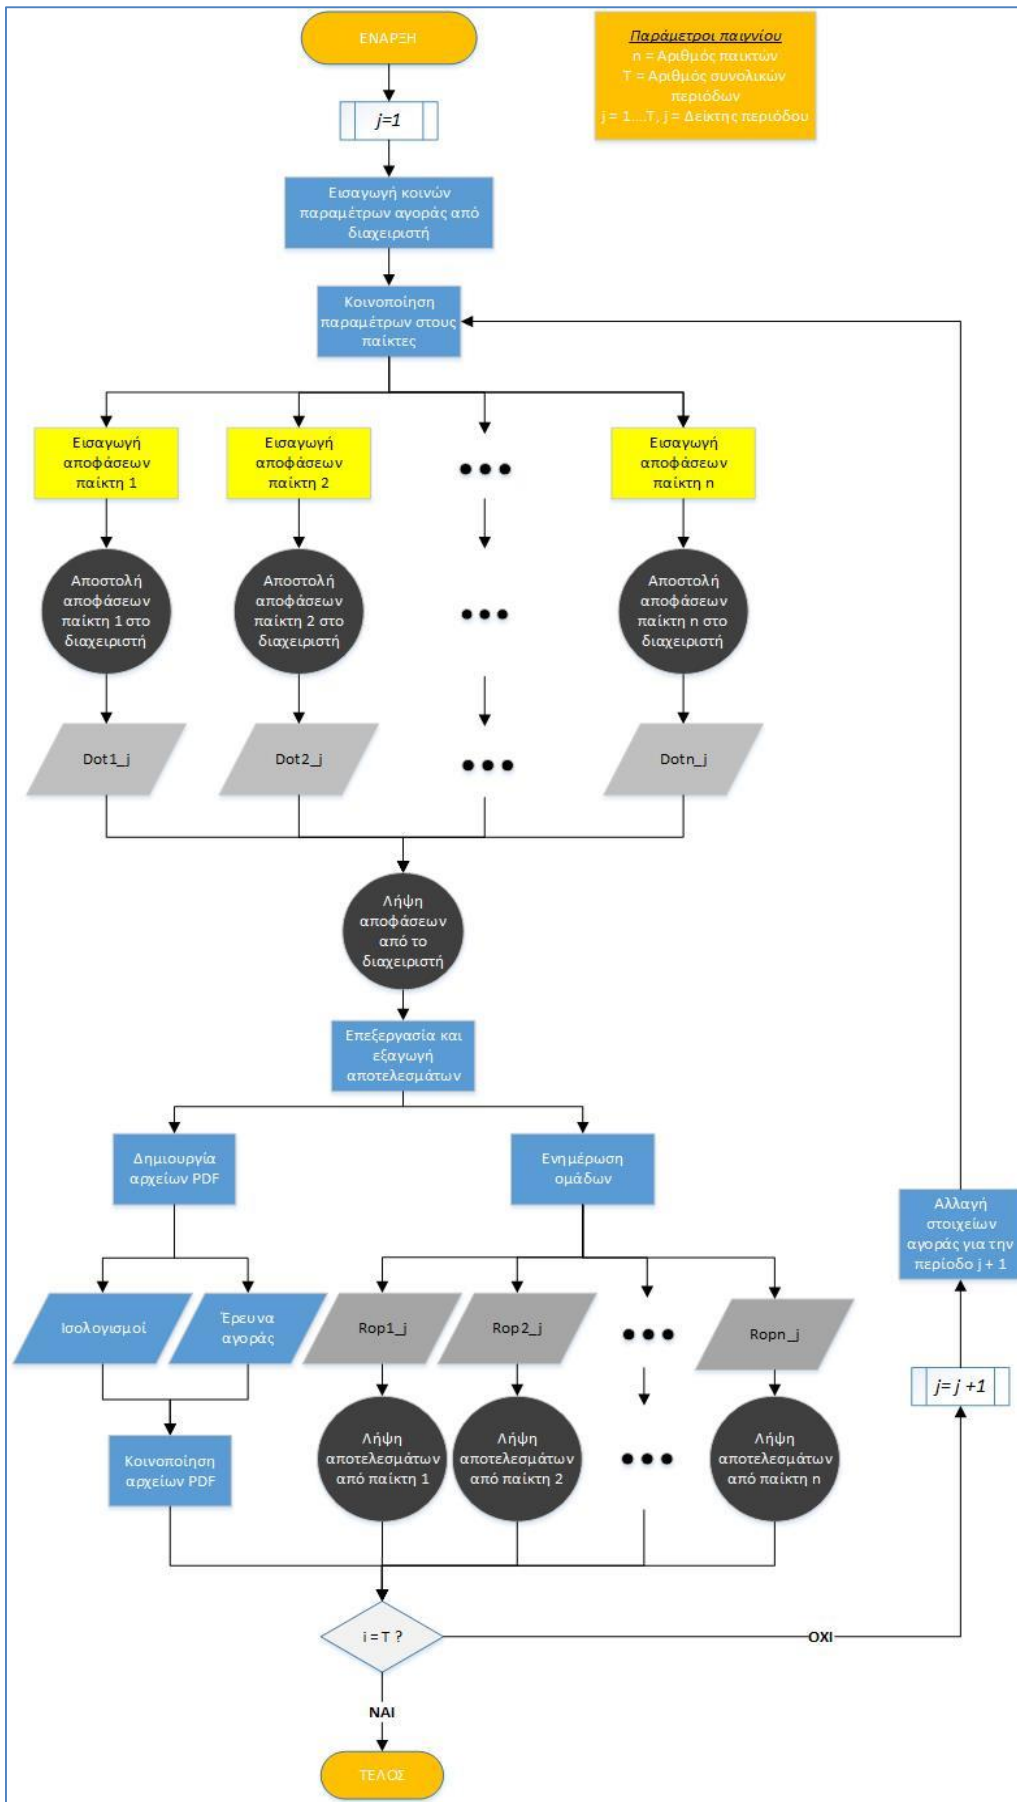 ΕΝΑΡΞΗ
Παράμετροι παιγνίου
n = Αριθμός παικτών
T = Αριθμός συνολικών
περιόδων
j = 1....T, j = Δείκτης περιόδου
j=1
Εισαγωγή κοινών
παραμέτρων αγοράς από
διαχειριστή
Κοινοποίηση
παραμέτρων στους
παίκτες
Εισαγωγή
αποφάσεων
παίκτη 1
Εισαγωγή
αποφάσεων
παίκτη 2
Εισαγωγή
αποφάσεων
παίκτη n
Αποστολή
αποφάσεων
παίκτη 1 στο
διαχειριστή
Αποστολή
αποφάσεων
παίκτη 2 στο
διαχειριστή
Αποστολή
αποφάσεων
παίκτη n στο
διαχειριστή
Dot1_j
Dot2_j
Dotn_j
Λήψη
αποφάσεων
από το
διαχειριστή
Επεξεργασία και
εξαγωγή
αποτελεσμάτων
Δημιουργία
αρχείων PDF
Ενημέρωση
ομάδων
Αλλαγή
στοιχείων
αγοράς για την
περίοδο j + 1
Ισολογισμοί
Έρευνα
αγοράς
Rop1_j
Rop2_j
Ropn_j
j= j +1
Κοινοποίηση
αρχείων PDF
Λήψη
αποτελεσμάτων
από παίκτη 1
Λήψη
αποτελεσμάτων
από παίκτη 2
Λήψη
αποτελεσμάτων
από παίκτη n
i = T ?
ΟΧΙ
ΝΑΙ
ΤΕΛΟΣ